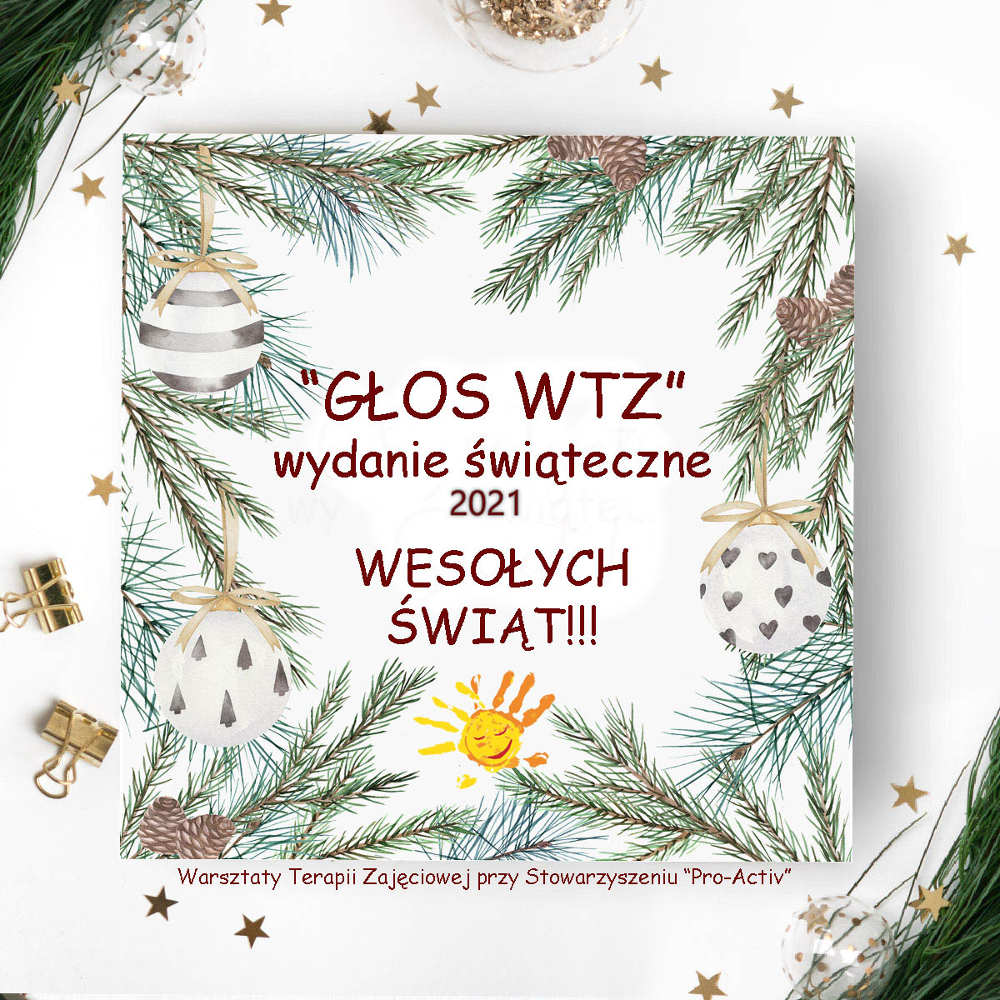 "GŁOS WTZ"
wydanie świąteczne
2021
WESOŁYCH
ŚWIĄT!!!
Warsztaty Terapii Zajęciowej przy Stowarzyszeniu "Pro-Activ"